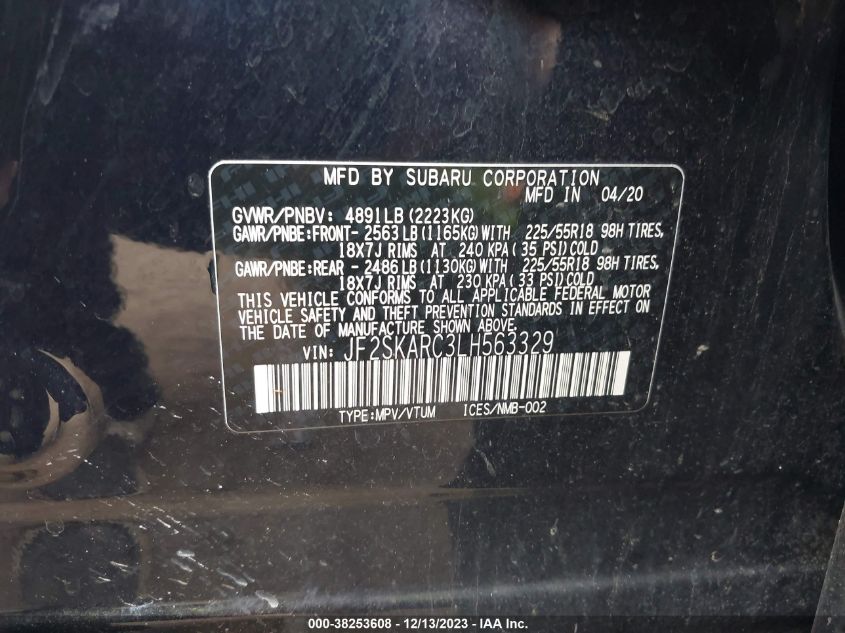 MFD BY SUBARU CORPORATION
MFD IN 04/20
GVWR/PNBV: 4891LB (2223KG)
GAWR/PNBE:FRONT- 2563LB(1165KG)WITH 225/55R18 98H TIRES,
18X7J RIMS AT 240 KPA(35 PSI)COLD
GAWR/PNBE:REAR - 2486LB(1130KG)WITH 225/55R18 98H TIRES,
18X7J RIMS AT 230 KPA(33 PSI)COLD
THIS VEHICLE CONFORMS TO ALL APPLICABLE FEDERAL MOTOR
VEHICLE SAFETY AND THEFT PREVENTION STANDARDS IN EFFECT ON
THE DATE OF MANUFACTURE SHOWN ABOVE.
VIN: JF2SKARC3LH563329
TYPE:MPV/VTUM ICES/NMB-002
000-38253608 - 12/13/2023 - IAA Inc.